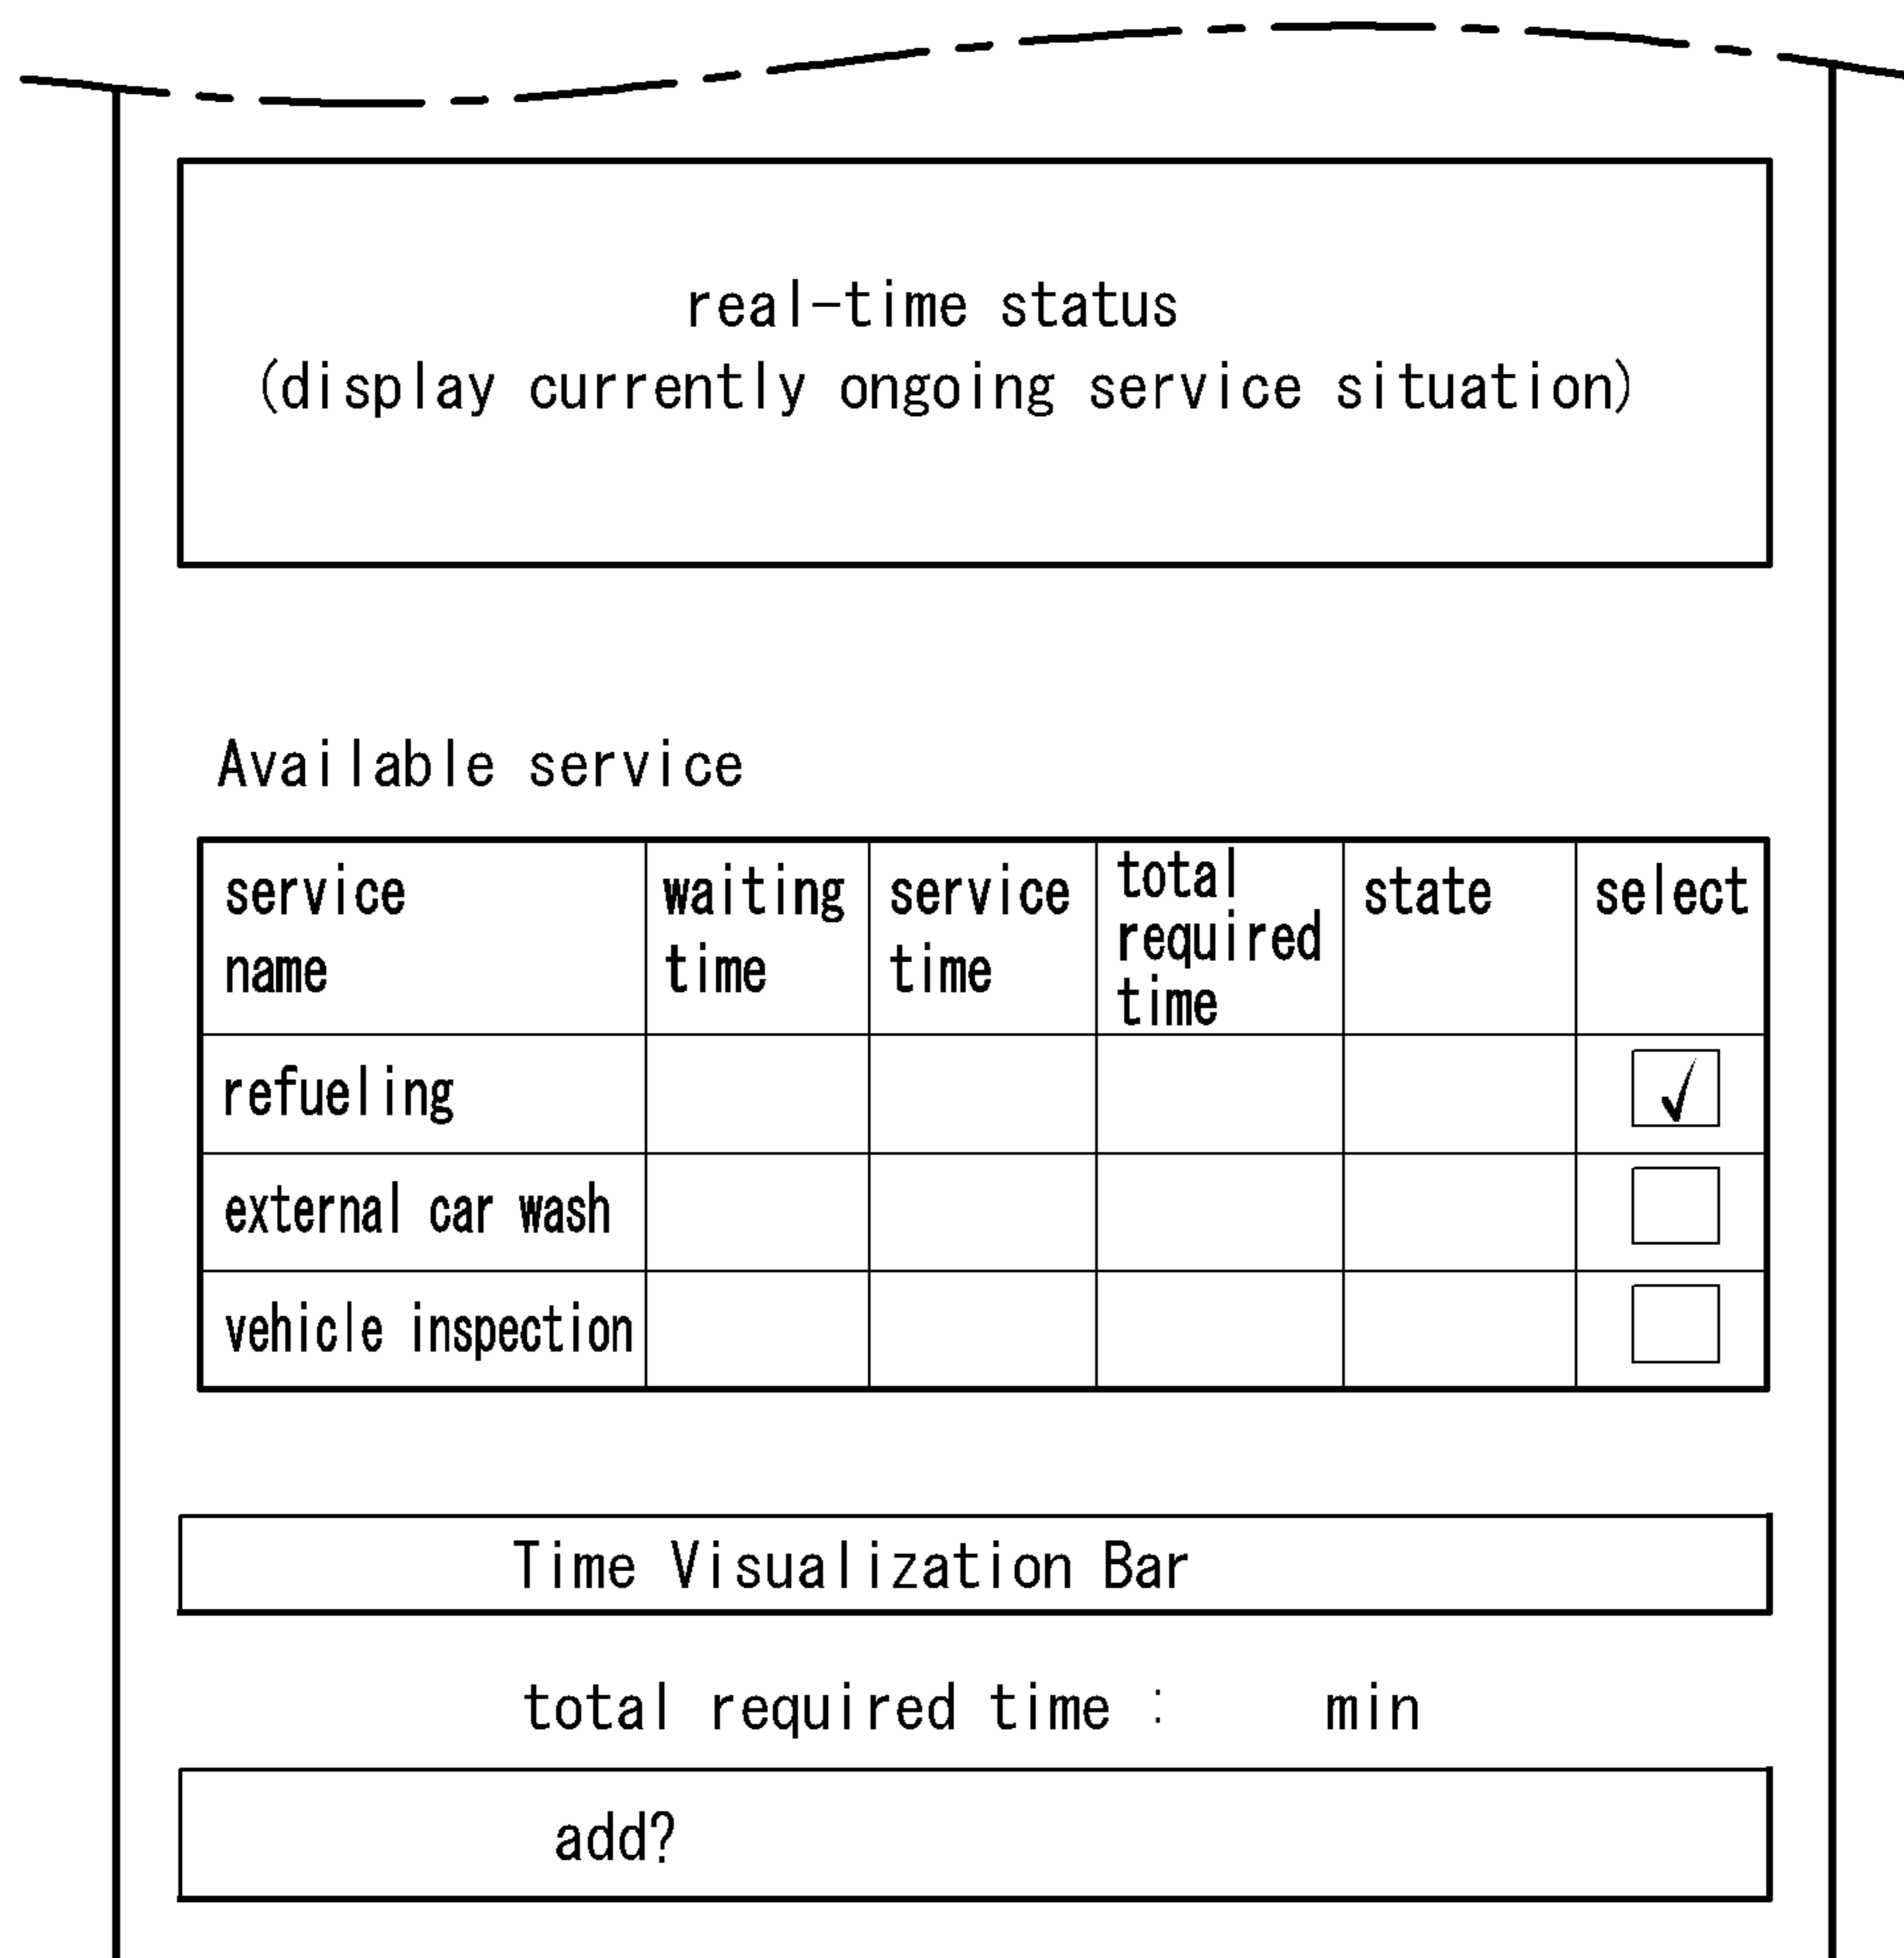 real-time status
(display currently ongoing service situation)
Available service
service name waiting time service time total required time state select
refueling ✓
external car wash
vehicle inspection
Time Visualization Bar
total required time : min
add?